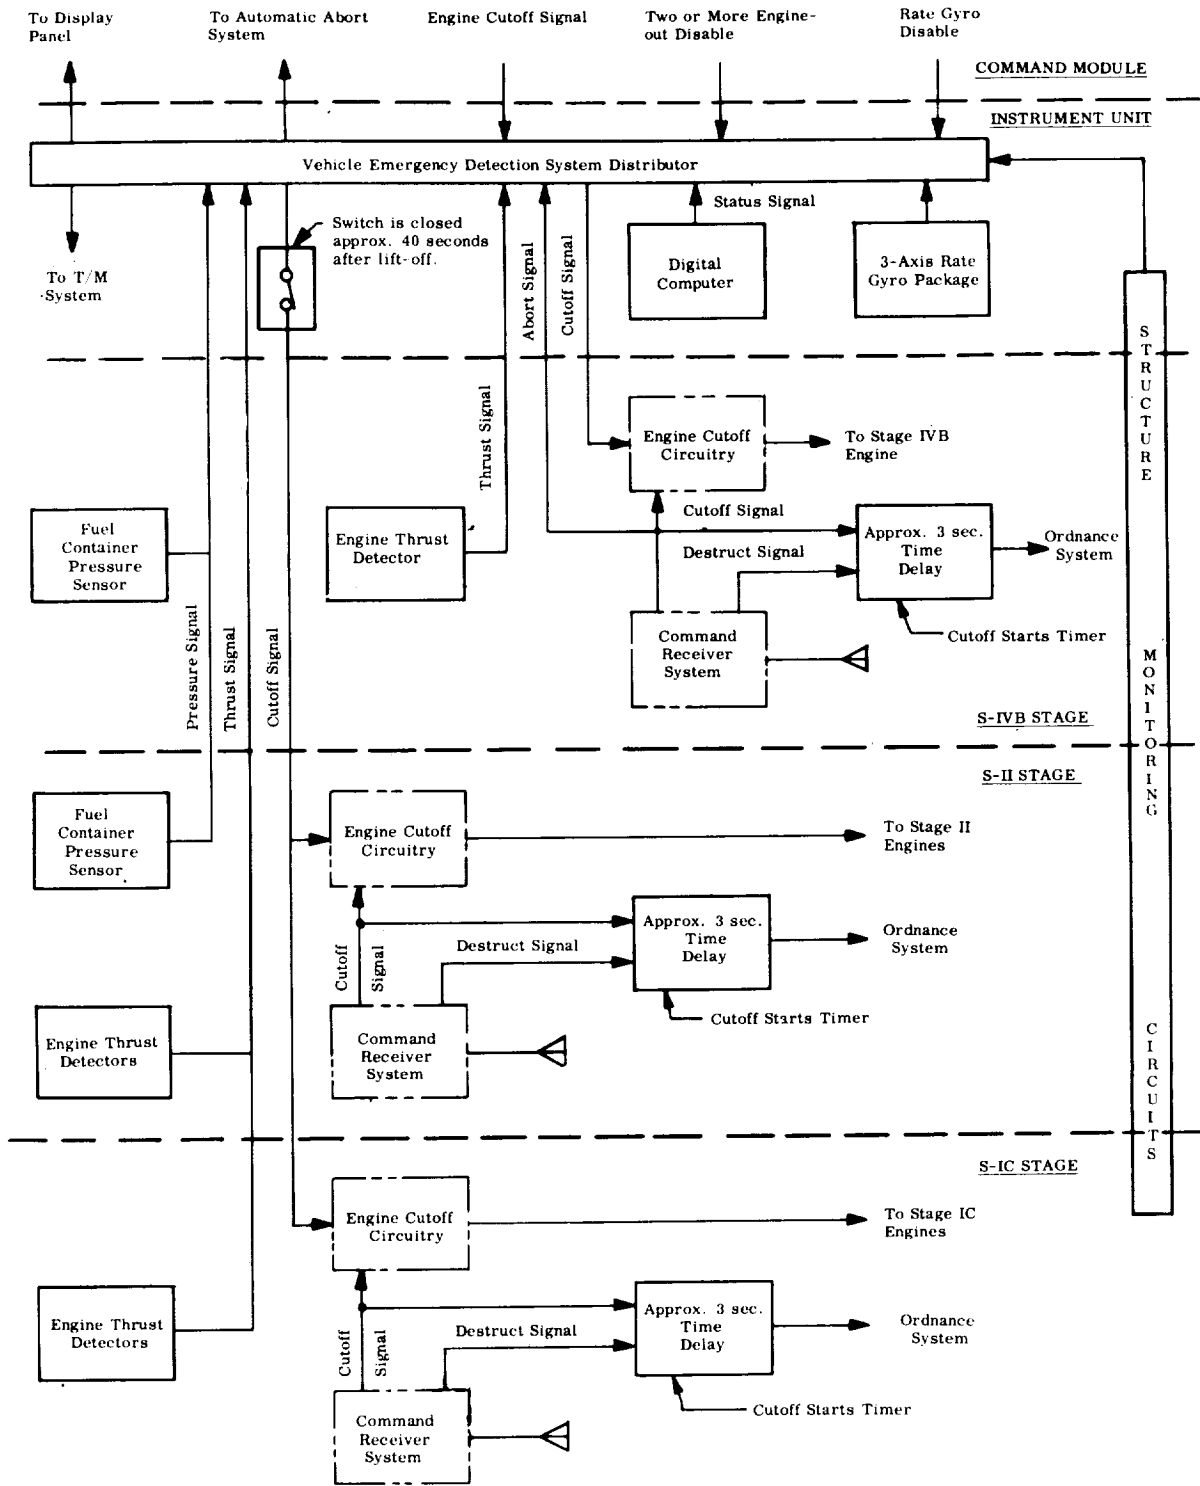 To Display
Panel
To Automatic Abort
System
Engine Cutoff Signal
Two or More Engine-
out Disable
Rate Gyro
Disable
COMMAND MODULE
INSTRUMENT UNIT
Vehicle Emergency Detection System Distributor
To T/M
System
Switch is closed
approx. 40 seconds
after lift-off.
Abort Signal
Cutoff Signal
Status Signal
Digital
Computer
3-Axis Rate
Gyro Package
STRUCTURE
MONITORING
CIRCUITS
Thrust Signal
Engine Cutoff
Circuitry
To Stage IVB
Engine
Fuel
Container
Pressure
Sensor
Engine Thrust
Detector
Cutoff Signal
Destruct Signal
Approx. 3 sec.
Time
Delay
Ordnance
System
Pressure Signal
Thrust Signal
Cutoff Signal
Command
Receiver
System
Cutoff Starts Timer
S-IVB STAGE
S-II STAGE
Fuel
Container
Pressure
Sensor
Engine Cutoff
Circuitry
To Stage II
Engines
Cutoff
Signal
Destruct Signal
Approx. 3 sec.
Time
Delay
Ordnance
System
Engine Thrust
Detectors
Command
Receiver
System
Cutoff Starts Timer
S-IC STAGE
Engine Cutoff
Circuitry
To Stage IC
Engines
Engine Thrust
Detectors
Cutoff
Signal
Destruct Signal
Approx. 3 sec.
Time
Delay
Ordnance
System
Command
Receiver
System
Cutoff Starts Timer